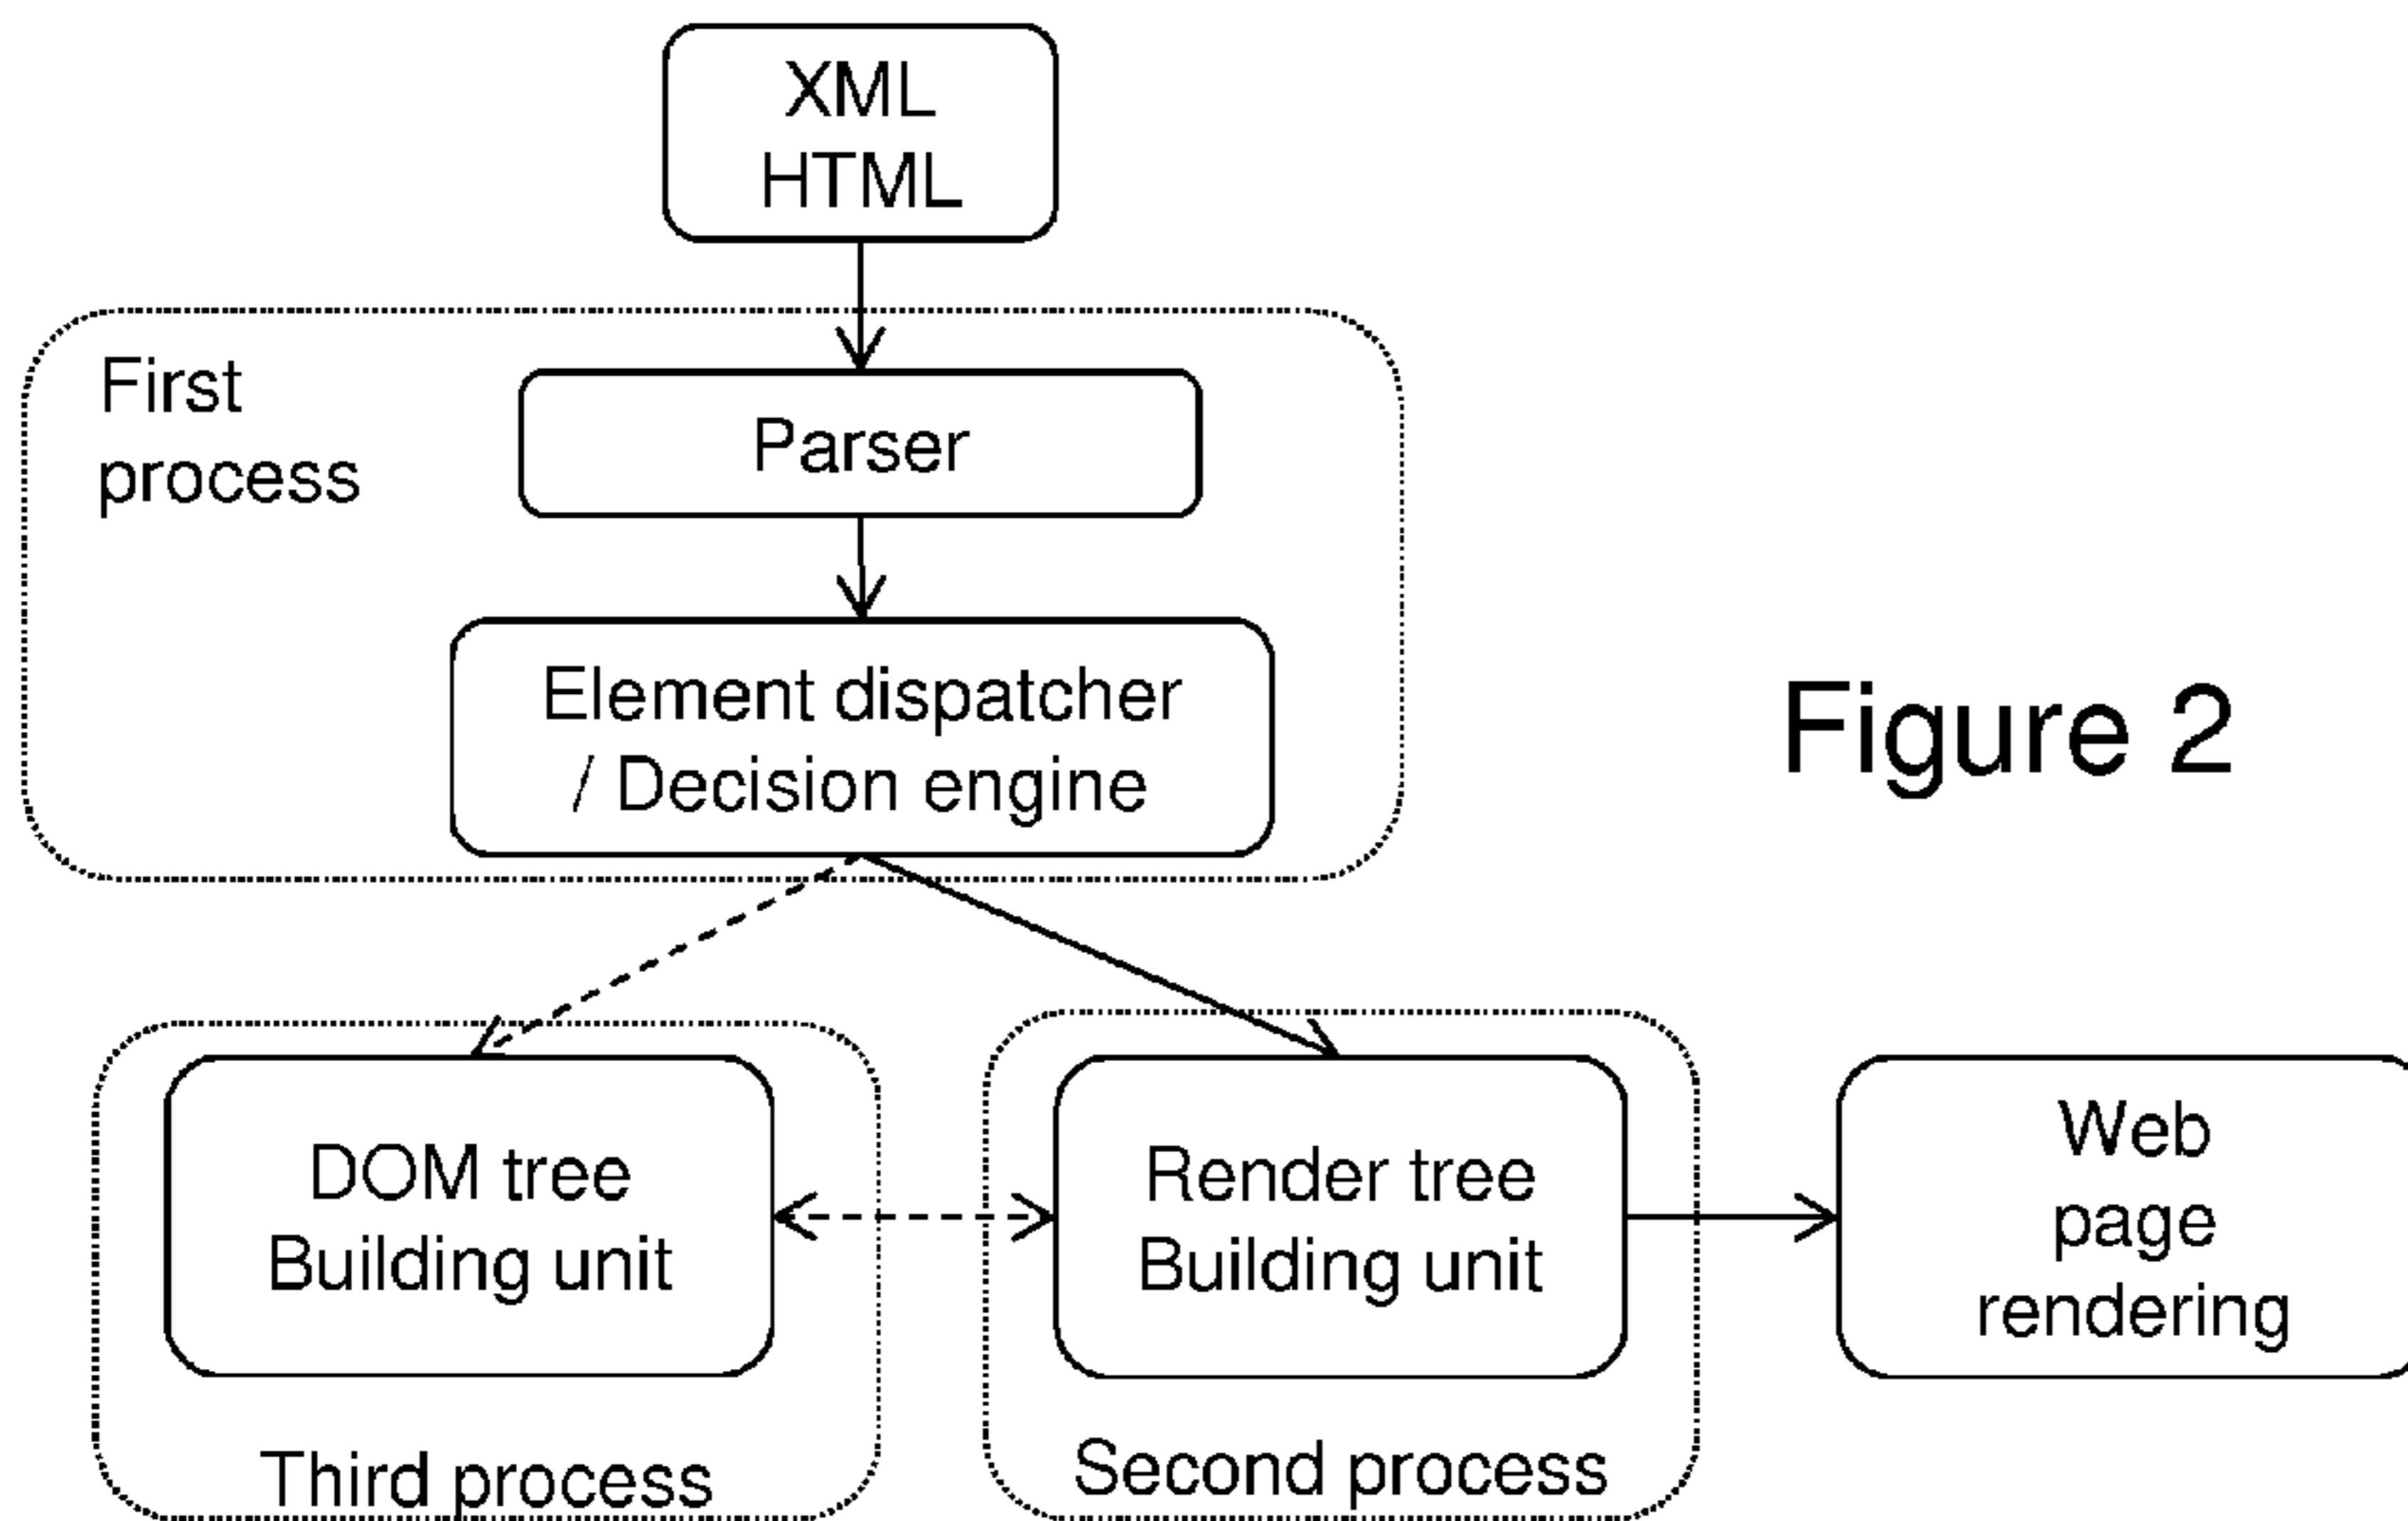 XML
HTML
First
process
Parser
Element dispatcher
/ Decision engine
Figure 2
DOM tree
Building unit
Third process
Render tree
Building unit
Second process
Web
page
rendering